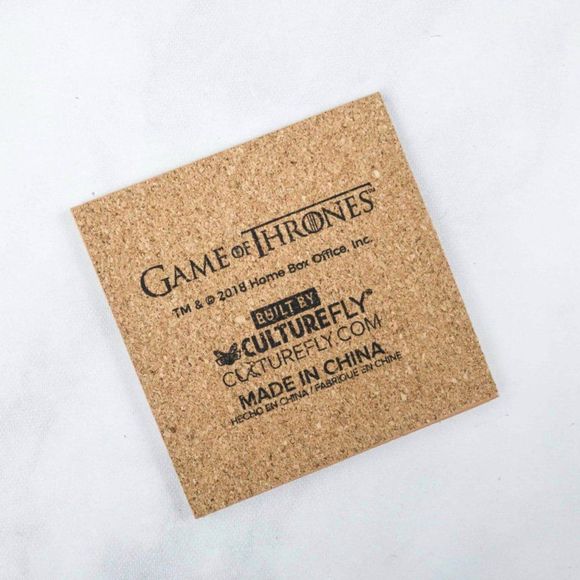 GAME OF THRONES™
TM & © 2018 Home Box Office, Inc.
BUILT BY
CULTUREFLY®
CULTUREFLY.COM
MADE IN CHINA
HECHO EN CHINA / FABRIQUÉ EN CHINE